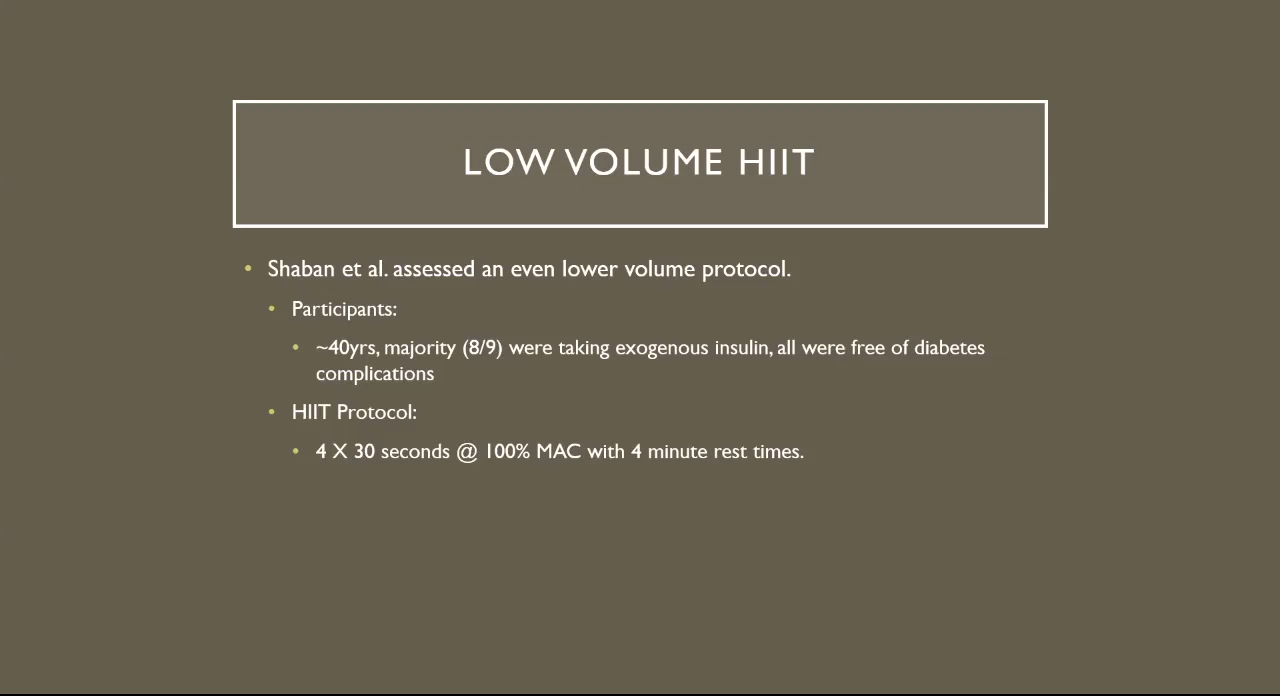 LOW VOLUME HIIT
• Shaban et al. assessed an even lower volume protocol.
• Participants:
• ~40yrs, majority (8/9) were taking exogenous insulin, all were free of diabetes
complications
• HIIT Protocol:
• 4 X 30 seconds @ 100% MAC with 4 minute rest times.